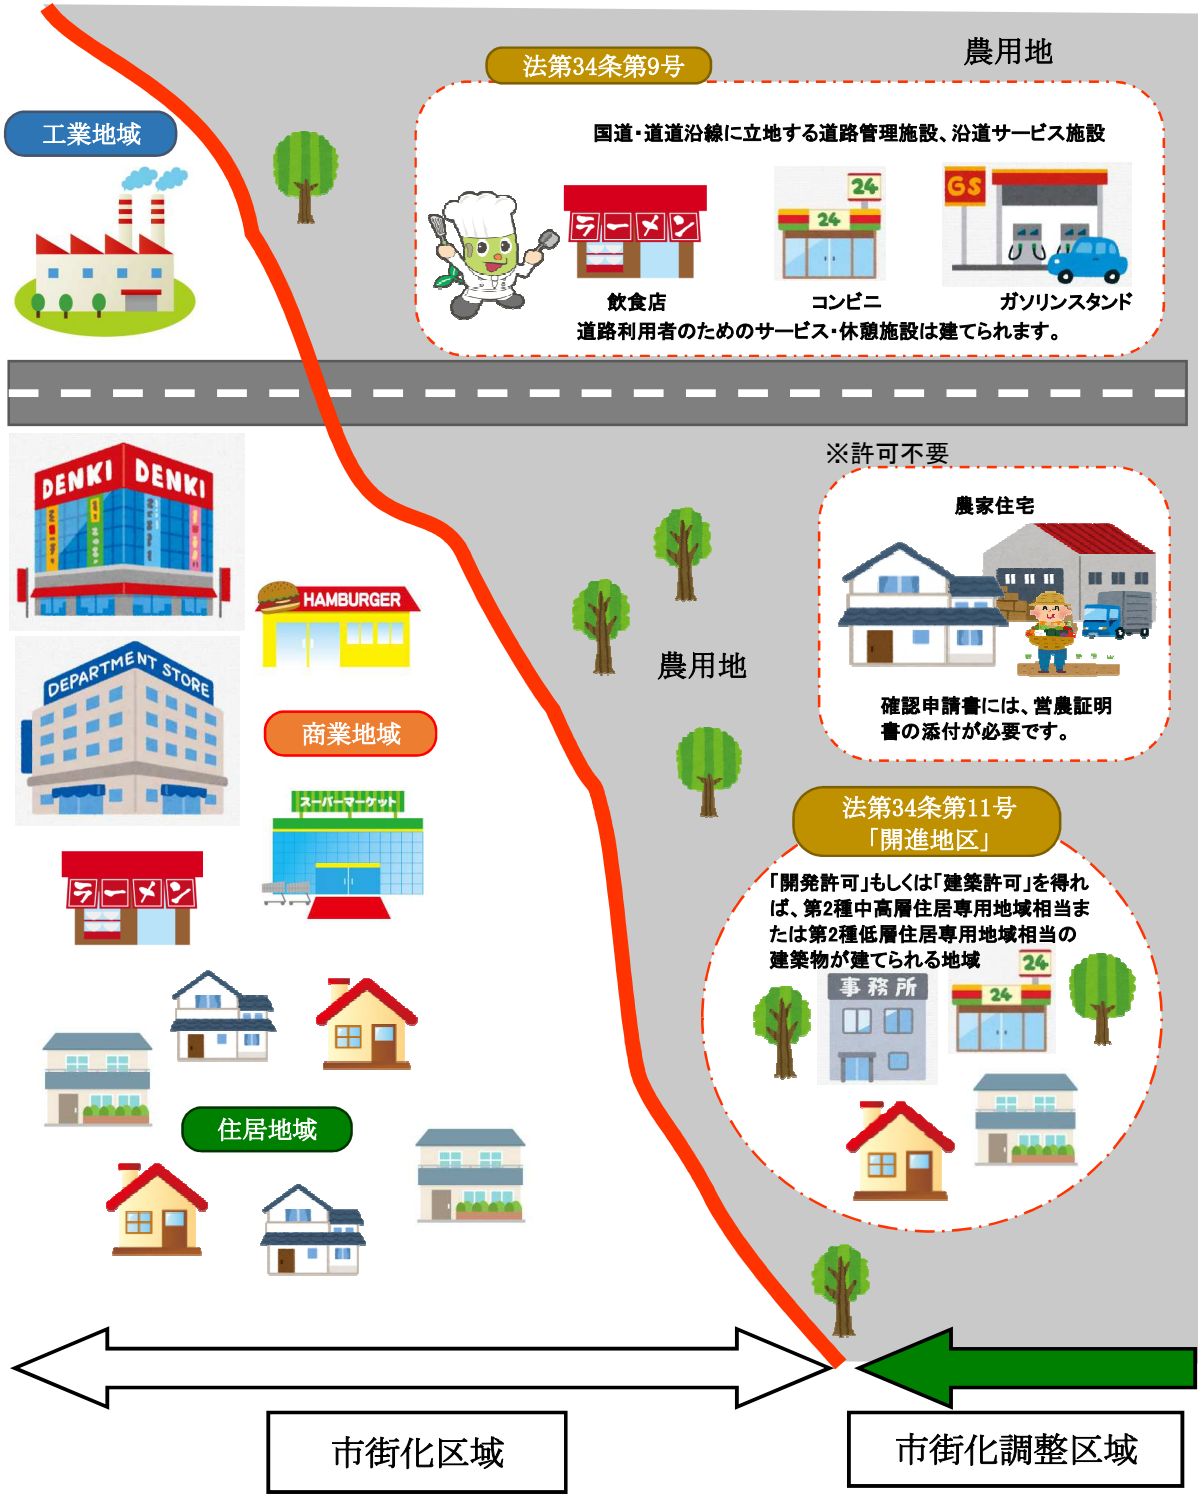 農用地
法第34条第9号
工業地域
国道・道道沿線に立地する道路管理施設、沿道サービス施設
GS
24
24
ラーメン
飲食店
コンビニ
ガソリンスタンド
道路利用者のためのサービス・休憩施設は建てられます。
※許可不要
DENKI DENKI
農家住宅
HAMBURGER
DEPARTMENT STORE
農用地
確認申請書には、営農証明
書の添付が必要です。
商業地域
スーパーマーケット
法第34条第11号
「開進地区」
ラーメン
「開発許可」もしくは「建築許可」を得れ
ば、第2種中高層住居専用地域相当ま
たは第2種低層住居専用地域相当の
建築物が建てられる地域
24
事務所
24
住居地域
市街化区域
市街化調整区域